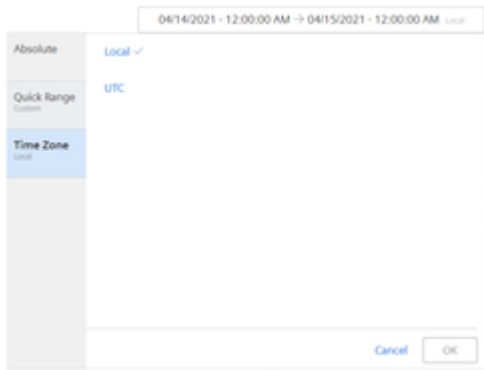 04/14/2021 - 12:00:00 AM → 04/15/2021 - 12:00:00 AM Local
Absolute
Local ✓
Quick Range
Custom
UTC
Time Zone
Local
Cancel
OK